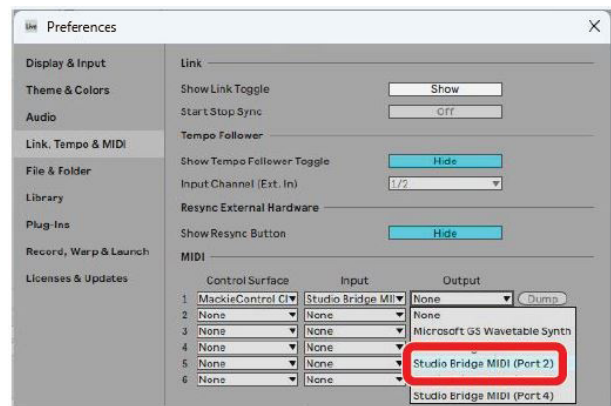 Live Preferences
Display & Input
Theme & Colors
Audio
Link, Tempo & MIDI
File & Folder
Library
Plug-Ins
Record, Warp & Launch
Licenses & Updates
Link
Show Link Toggle Show
Start Stop Sync Off
Tempo Follower
Show Tempo Follower Toggle Hide
Input Channel (Ext. In) 1/2
Resync External Hardware
Show Resync Button Hide
MIDI
Control Surface Input Output
1 MackieControl Cl Studio Bridge MII None Dump
2 None None
3 None None
4 None None
5 None None
6 None None
None
Microsoft GS Wavetable Synth
Studio Bridge MIDI (Port 2)
Studio Bridge MIDI (Port 4)